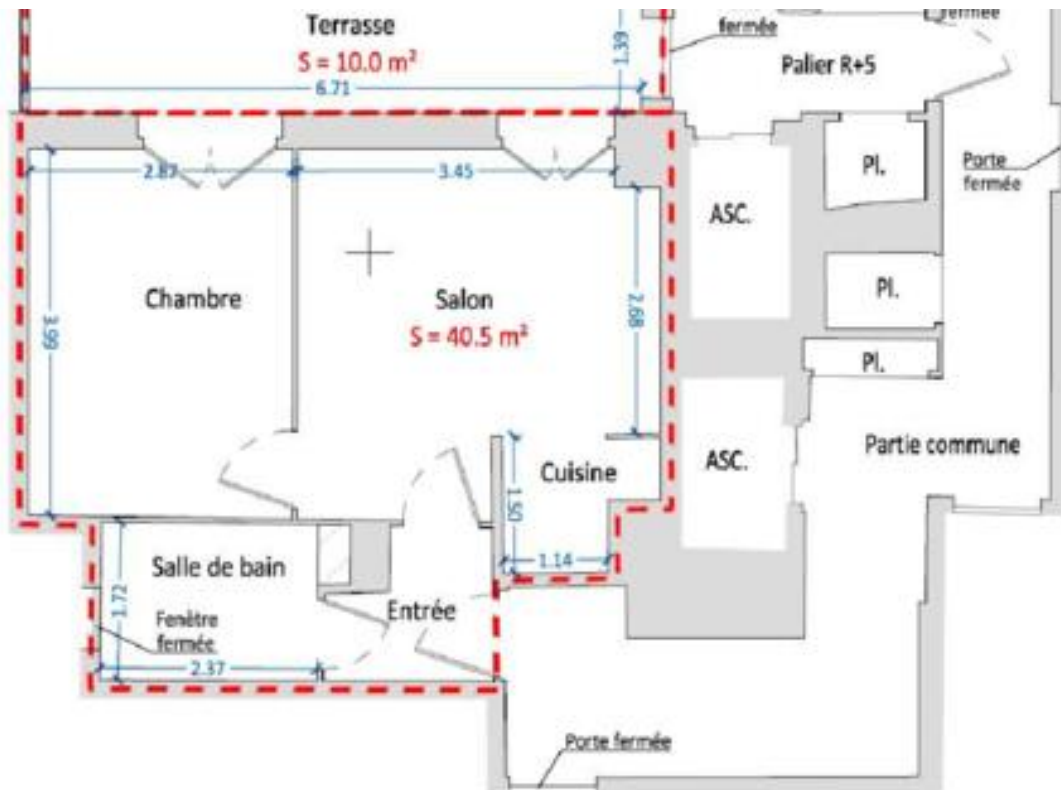 Terrasse
S = 10.0 m²
6.71
1.39
fermée
fermée
Palier R+5
Porte
fermée
2.87
3.45
Pl.
ASC.
Chambre
Salon
S = 40.5 m²
3.99
2.68
Pl.
Pl.
Cuisine
ASC.
Partie commune
1.50
1.14
Salle de bain
Entrée
1.72
Fenêtre
fermée
2.37
Porte fermée